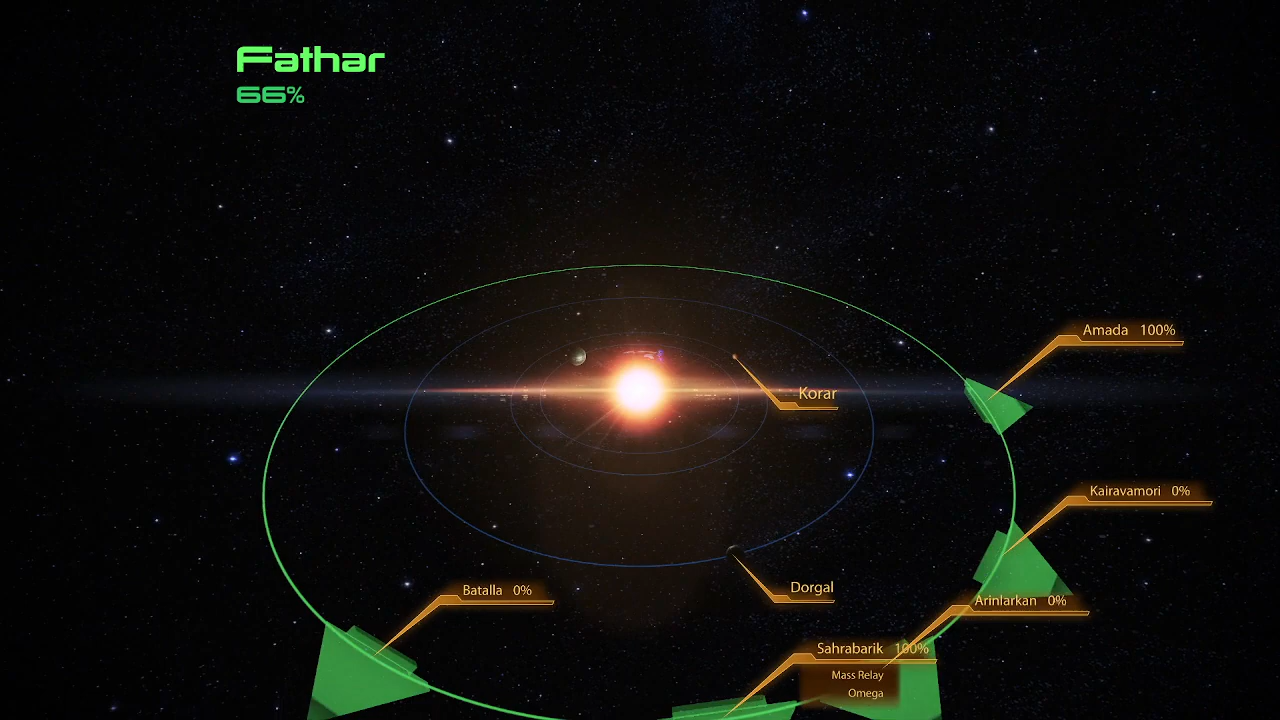 Fathar
66%
Amada 100%
Korar
Kairavamori 0%
Dorgal
Batalla 0%
Arinlarkan 0%
Sahrabarik 100%
Mass Relay
Omega